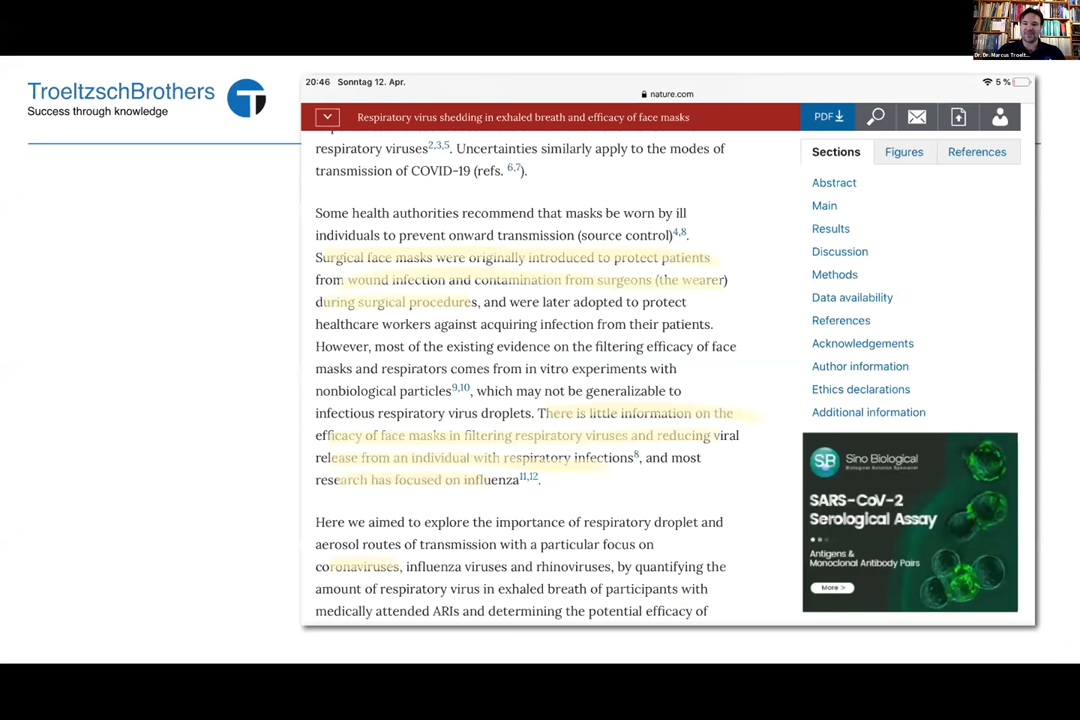 Dr. Dr. Marcus Troelt...
TroeltzschBrothers
Success through knowledge
T
20:46 Sonntag 12. Apr.
5 %
nature.com
Respiratory virus shedding in exhaled breath and efficacy of face masks
PDF
respiratory viruses2,3,5. Uncertainties similarly apply to the modes of
transmission of COVID-19 (refs. 6,7).
Some health authorities recommend that masks be worn by ill
individuals to prevent onward transmission (source control)4,8.
Surgical face masks were originally introduced to protect patients
from wound infection and contamination from surgeons (the wearer)
during surgical procedures, and were later adopted to protect
healthcare workers against acquiring infection from their patients.
However, most of the existing evidence on the filtering efficacy of face
masks and respirators comes from in vitro experiments with
nonbiological particles9,10, which may not be generalizable to
infectious respiratory virus droplets. There is little information on the
efficacy of face masks in filtering respiratory viruses and reducing viral
release from an individual with respiratory infections8, and most
research has focused on influenza11,12.
Here we aimed to explore the importance of respiratory droplet and
aerosol routes of transmission with a particular focus on
coronaviruses, influenza viruses and rhinoviruses, by quantifying the
amount of respiratory virus in exhaled breath of participants with
medically attended ARIs and determining the potential efficacy of
Sections Figures References
Abstract
Main
Results
Discussion
Methods
Data availability
References
Acknowledgements
Author information
Ethics declarations
Additional information
SB Sino Biological
Biological Solution Specialist
SARS-CoV-2
Serological Assay
Antigens &
Monoclonal Antibody Pairs
More >